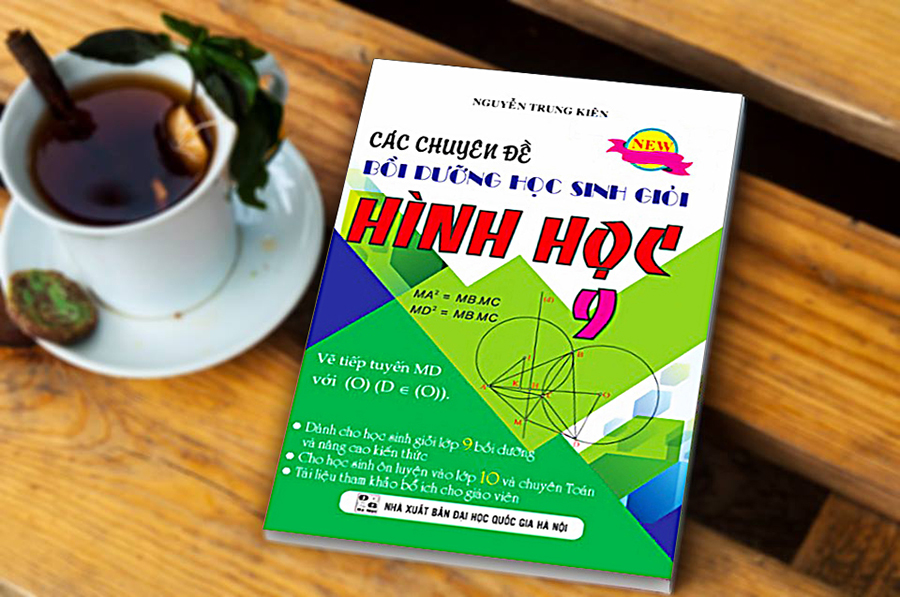 NGUYỄN TRUNG KIÊN
NEW
CÁC CHUYÊN ĐỀ
BỒI DƯỠNG HỌC SINH GIỎI
HÌNH HỌC
9
MA² = MB.MC
MD² = MB.MC
(d)
B
I
A
K
H
C
O
M
D
Vẽ tiếp tuyến MD
với (O) (D ∈ (O)).
● Dành cho học sinh giỏi lớp 9 bồi dưỡng
và nâng cao kiến thức
● Cho học sinh ôn luyện vào lớp 10 và chuyên Toán
● Tài liệu tham khảo bổ ích cho giáo viên
NHÀ XUẤT BẢN ĐẠI HỌC QUỐC GIA HÀ NỘI